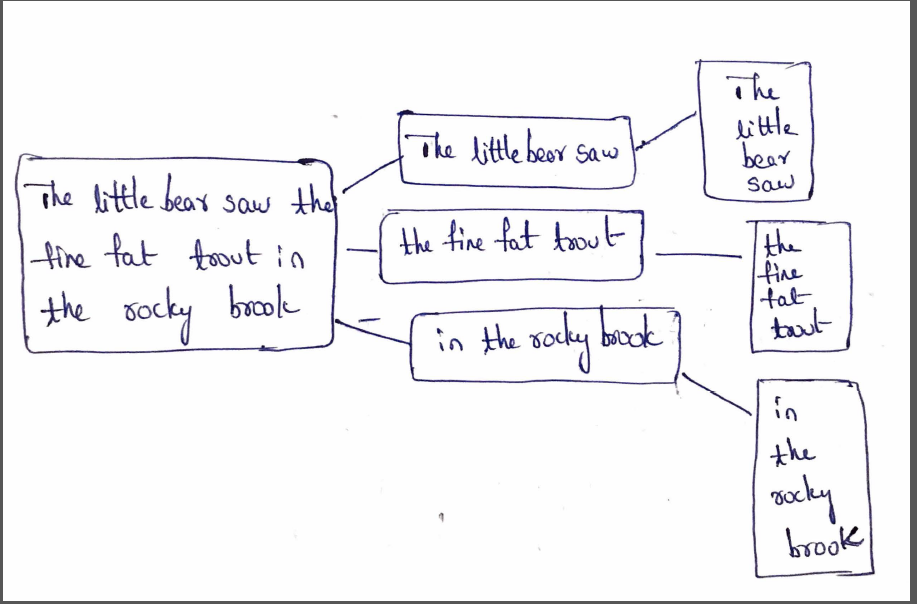 The little bear saw the
fine fat trout in
the rocky brook
The little bear saw
the fine fat trout
in the rocky brook
The
little
bear
saw
the
fine
fat
trout
in
the
rocky
brook